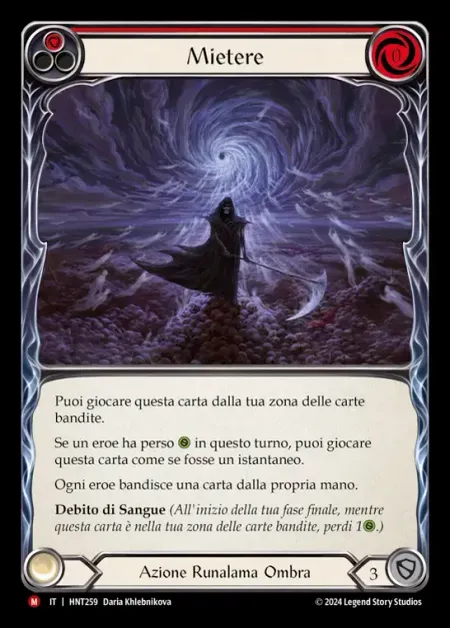 Mietere
0
Puoi giocare questa carta dalla tua zona delle carte
bandite.
Se un eroe ha perso in questo turno, puoi giocare
questa carta come se fosse un istantaneo.
Ogni eroe bandisce una carta dalla propria mano.
Debito di Sangue (All'inizio della tua fase finale, mentre
questa carta è nella tua zona delle carte bandite, perdi 1.)
Azione Runalama Ombra
3
M IT | HNT259 Daria Khlebnikova
© 2024 Legend Story Studios